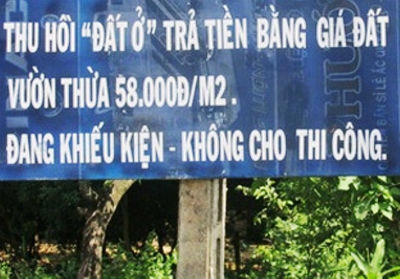 THU HỒI “ĐẤT Ở” TRẢ TIỀN BẰNG GIÁ ĐẤT
VƯỜN THỪA 58.000Đ/M2.
ĐANG KHIẾU KIỆN - KHÔNG CHO THI CÔNG.